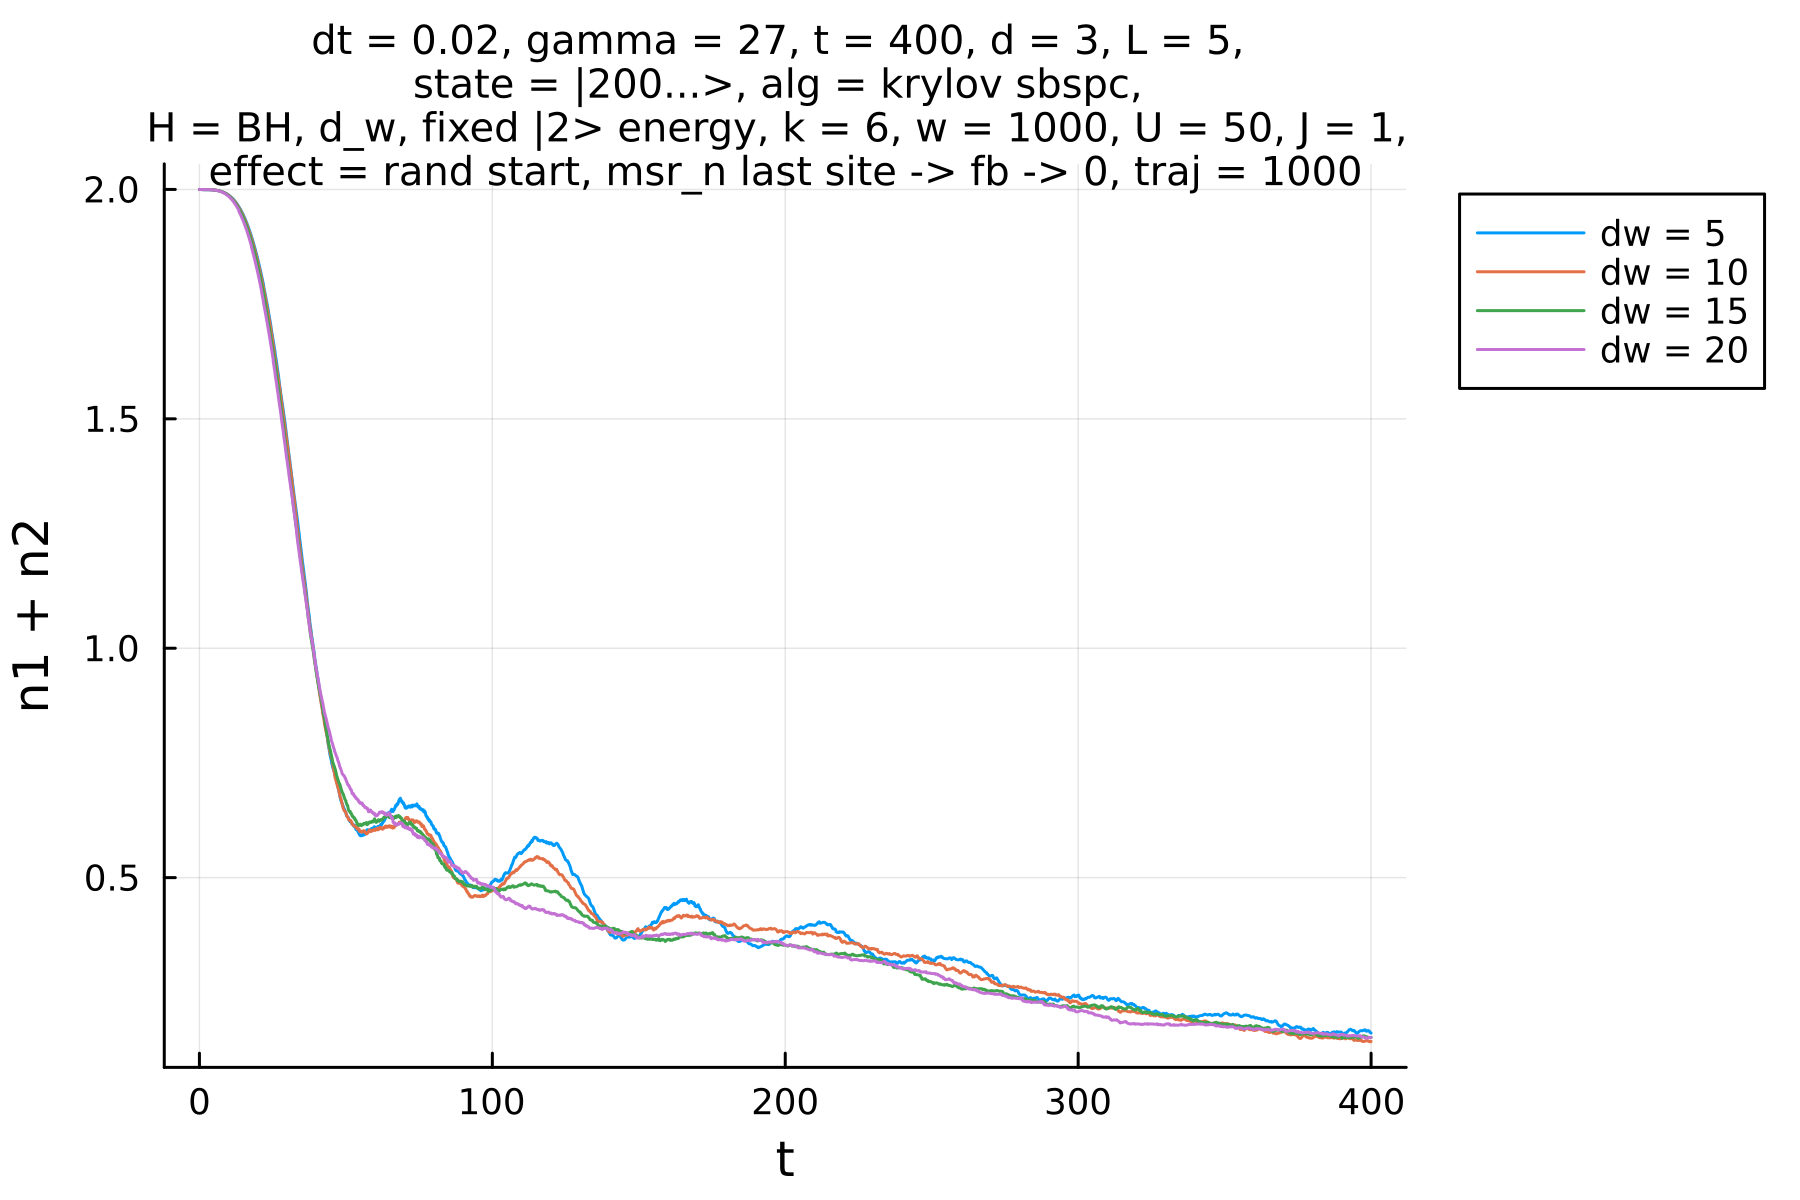 dt = 0.02, gamma = 27, t = 400, d = 3, L = 5,
state = |200...>, alg = krylov sbspc,
H = BH, d_w, fixed |2> energy, k = 6, w = 1000, U = 50, J = 1,
effect = rand start, msr_n last site -> fb -> 0, traj = 1000
2.0
1.5
1.0
0.5
n1 + n2
0
100
200
300
400
t
dw = 5
dw = 10
dw = 15
dw = 20